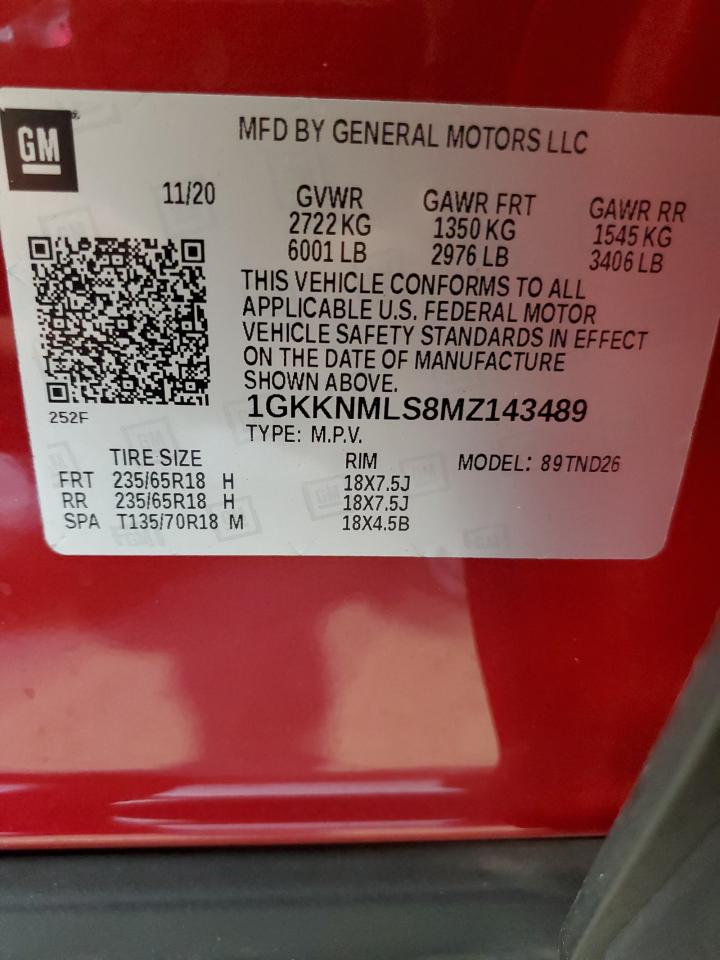 GM
MFD BY GENERAL MOTORS LLC
11/20 GVWR GAWR FRT GAWR RR
2722 KG 1350 KG 1545 KG
6001 LB 2976 LB 3406 LB
THIS VEHICLE CONFORMS TO ALL
APPLICABLE U.S. FEDERAL MOTOR
VEHICLE SAFETY STANDARDS IN EFFECT
ON THE DATE OF MANUFACTURE
SHOWN ABOVE.
252F
1GKKNMLS8MZ143489
TYPE: M.P.V.
TIRE SIZE RIM MODEL: 89TND26
FRT 235/65R18 H 18X7.5J
RR 235/65R18 H 18X7.5J
SPA T135/70R18 M 18X4.5B